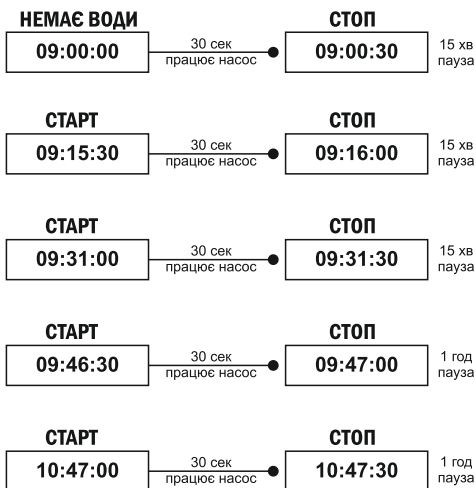 НЕМАЄ ВОДИ
СТОП
09:00:00
30 сек
працює насос
09:00:30
15 хв
пауза
СТАРТ
СТОП
09:15:30
30 сек
працює насос
09:16:00
15 хв
пауза
СТАРТ
СТОП
09:31:00
30 сек
працює насос
09:31:30
15 хв
пауза
СТАРТ
СТОП
09:46:30
30 сек
працює насос
09:47:00
1 год
пауза
СТАРТ
СТОП
10:47:00
30 сек
працює насос
10:47:30
1 год
пауза